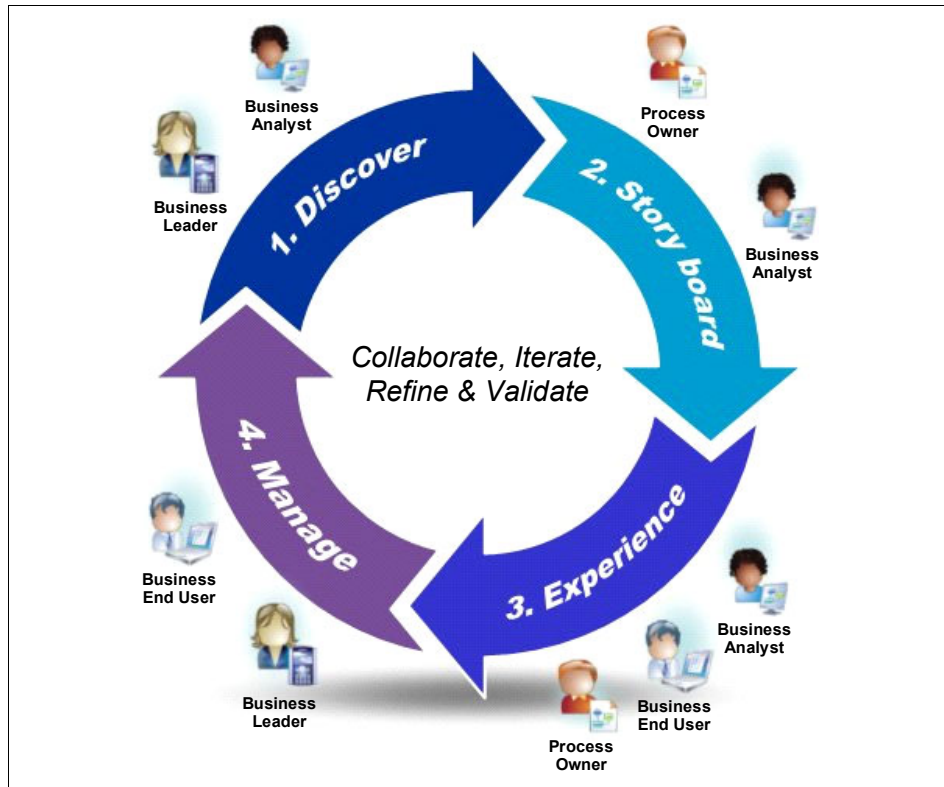 Business
Analyst
Business
Leader
1. Discover
Process
Owner
2. Story board
Business
Analyst
Collaborate, Iterate,
Refine & Validate
3. Experience
Business
Analyst
Business
End User
Process
Owner
4. Manage
Business
End User
Business
Leader